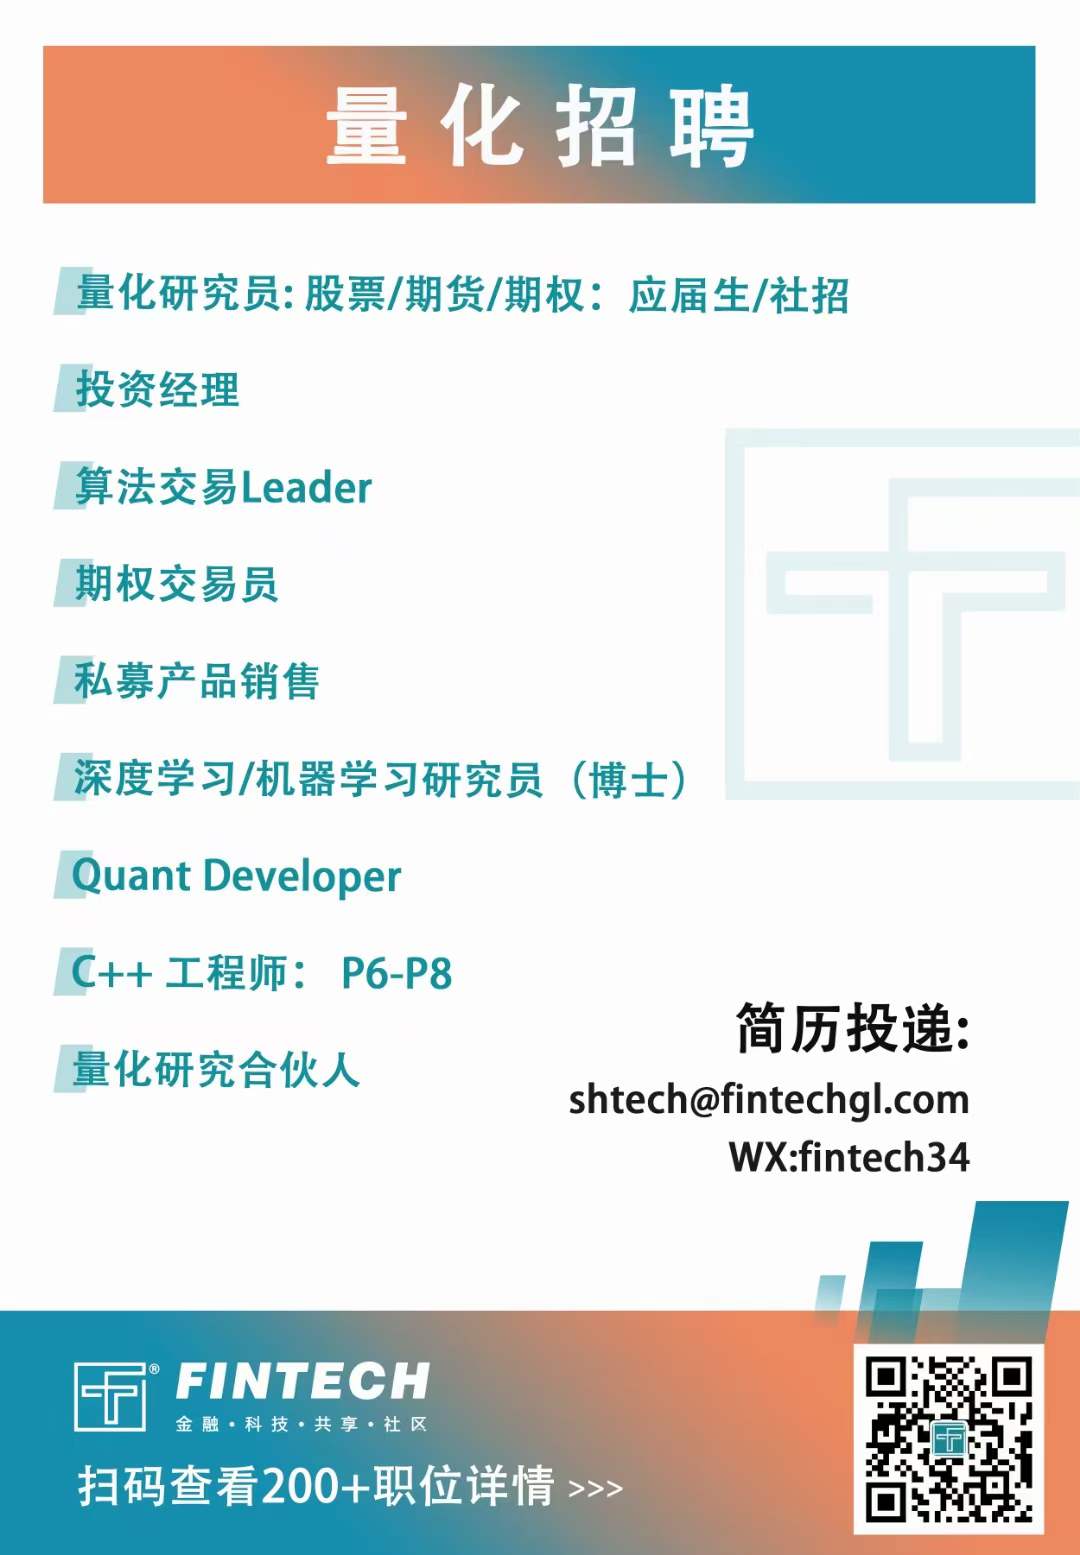 量化招聘
量化研究员: 股票/期货/期权：应届生/社招
投资经理
算法交易Leader
期权交易员
私募产品销售
深度学习/机器学习研究员（博士）
Quant Developer
C++ 工程师： P6-P8
量化研究合伙人
简历投递:
shtech@fintechgl.com
WX:fintech34
® FINTECH
金融·科技·共享·社区
扫码查看200+职位详情 >>>